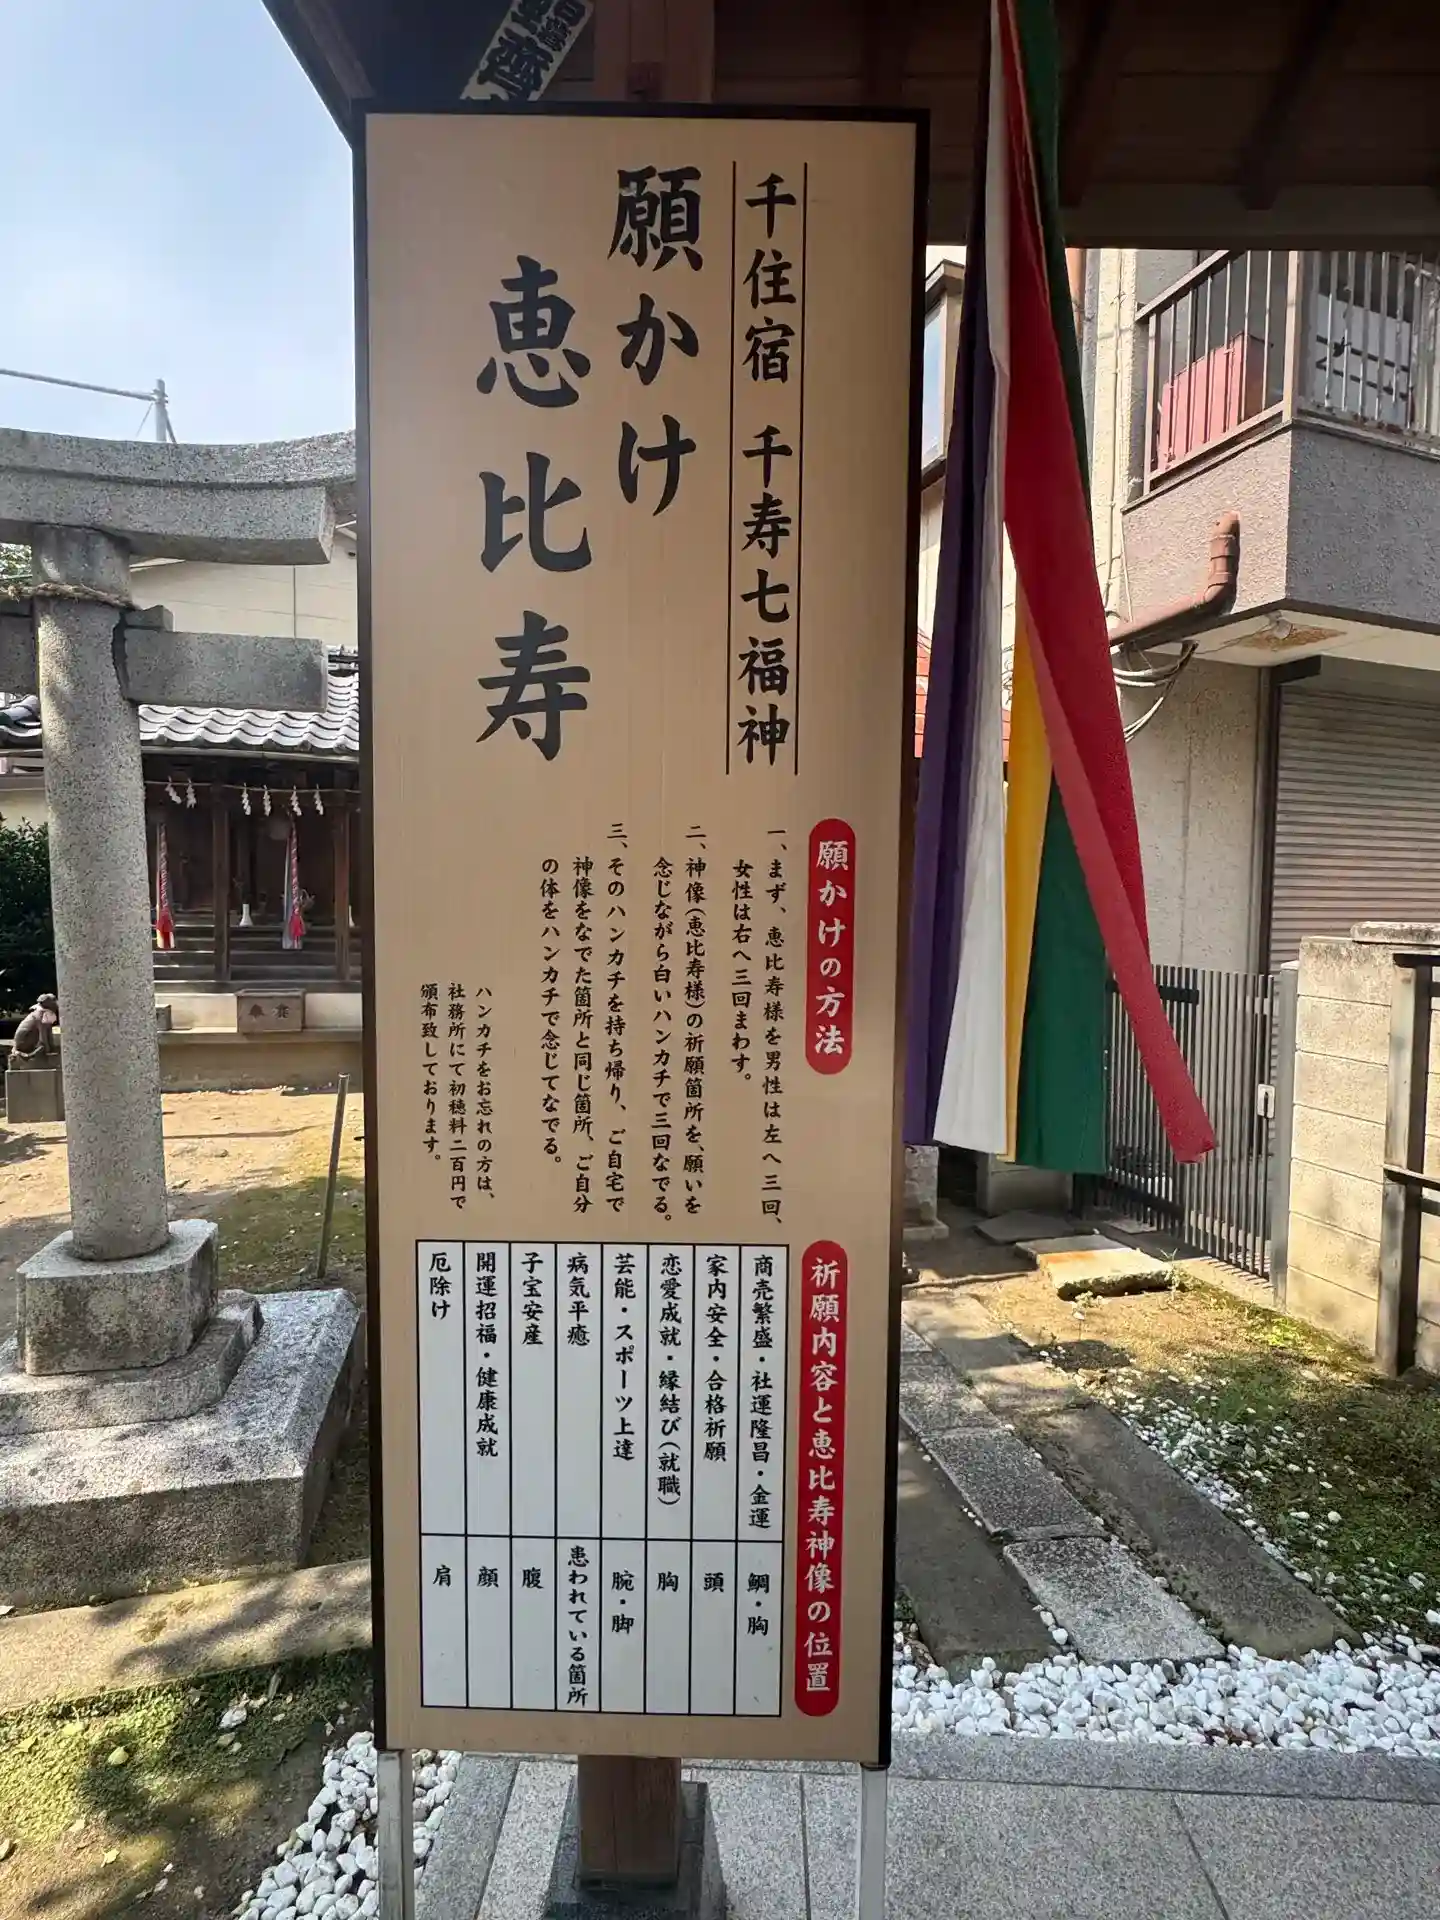 千住宿 千寿七福神
願かけ
恵比寿
願かけの方法
一、まず、恵比寿様を男性は左へ三回、
女性は右へ三回まわす。
二、神像(恵比寿様)の祈願箇所を、願いを
念じながら白いハンカチで三回なでる。
三、そのハンカチを持ち帰り、ご自宅で
神像をなでた箇所と同じ箇所、ご自分
の体をハンカチで念じてなでる。
ハンカチをお忘れの方は、
社務所にて初穂料二百円で
頒布致しております。
祈願内容と恵比寿神像の位置
商売繁盛・社運隆昌・金運 鯛・胸
家内安全・合格祈願 頭
恋愛成就・縁結び(就職) 胸
芸能・スポーツ上達 腕・脚
病気平癒 患われている箇所
子宝安産 腹
開運招福・健康成就 顔
厄除け 肩